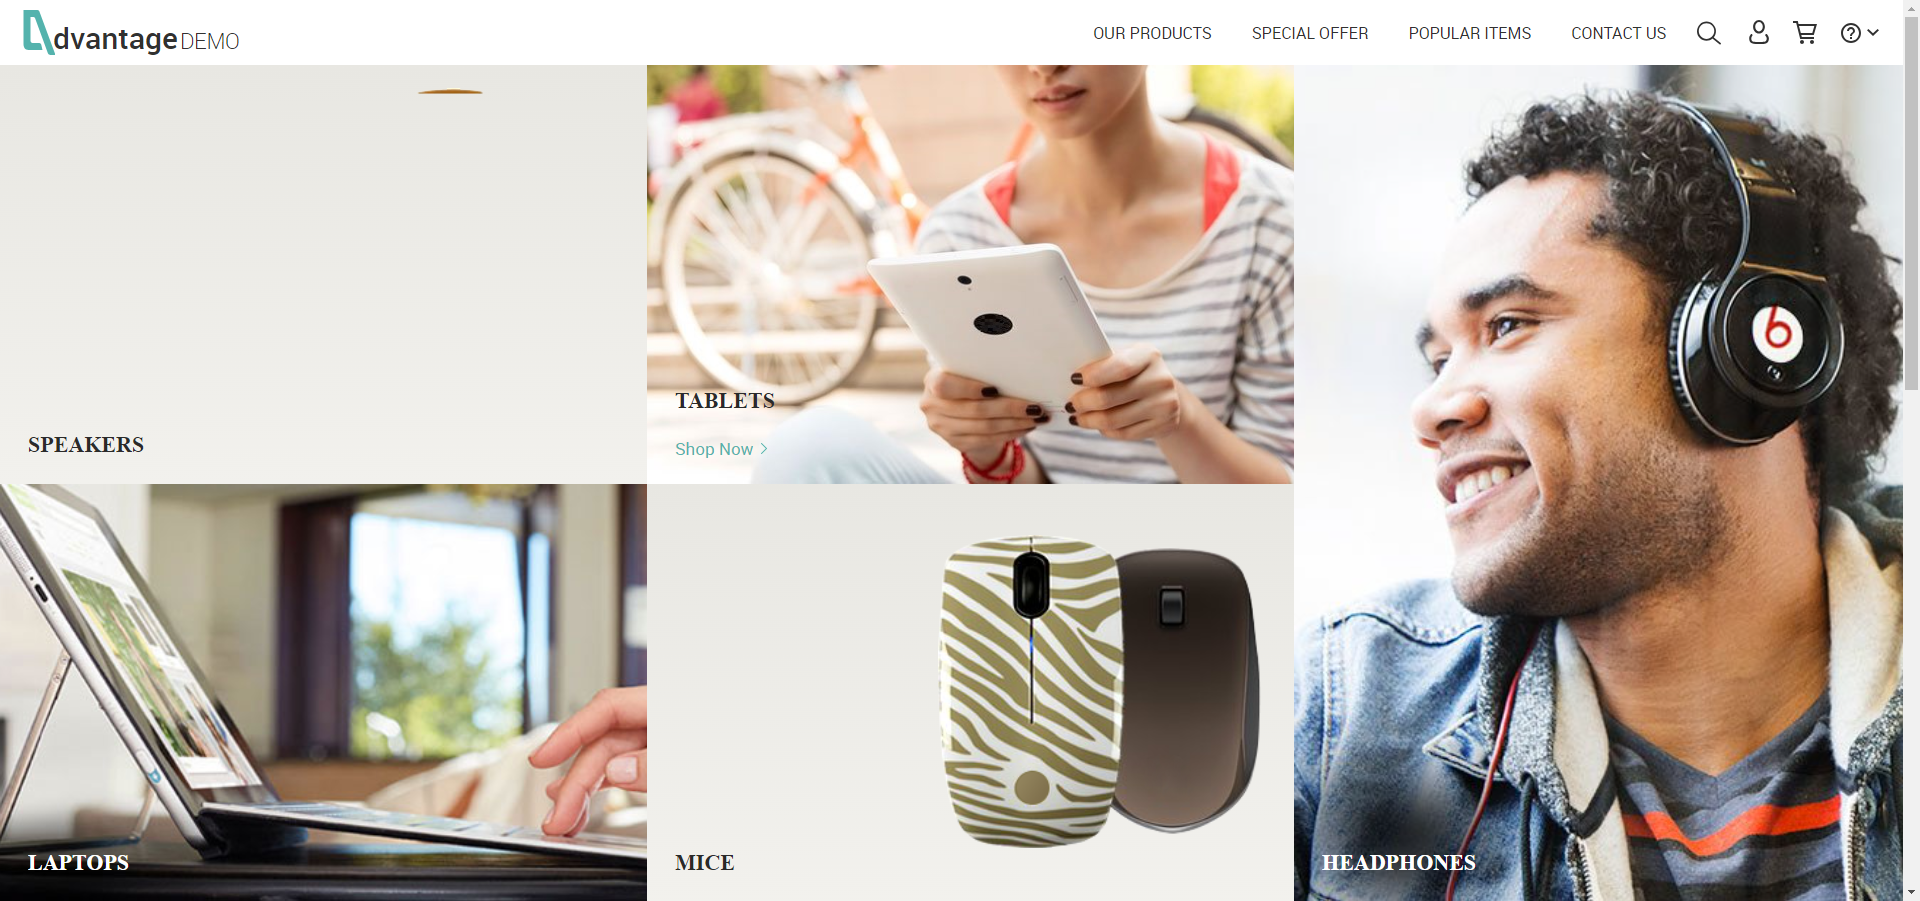 dvantage DEMO
OUR PRODUCTS
SPECIAL OFFER
POPULAR ITEMS
CONTACT US
SPEAKERS
TABLETS
Shop Now
LAPTOPS
MICE
HEADPHONES
b